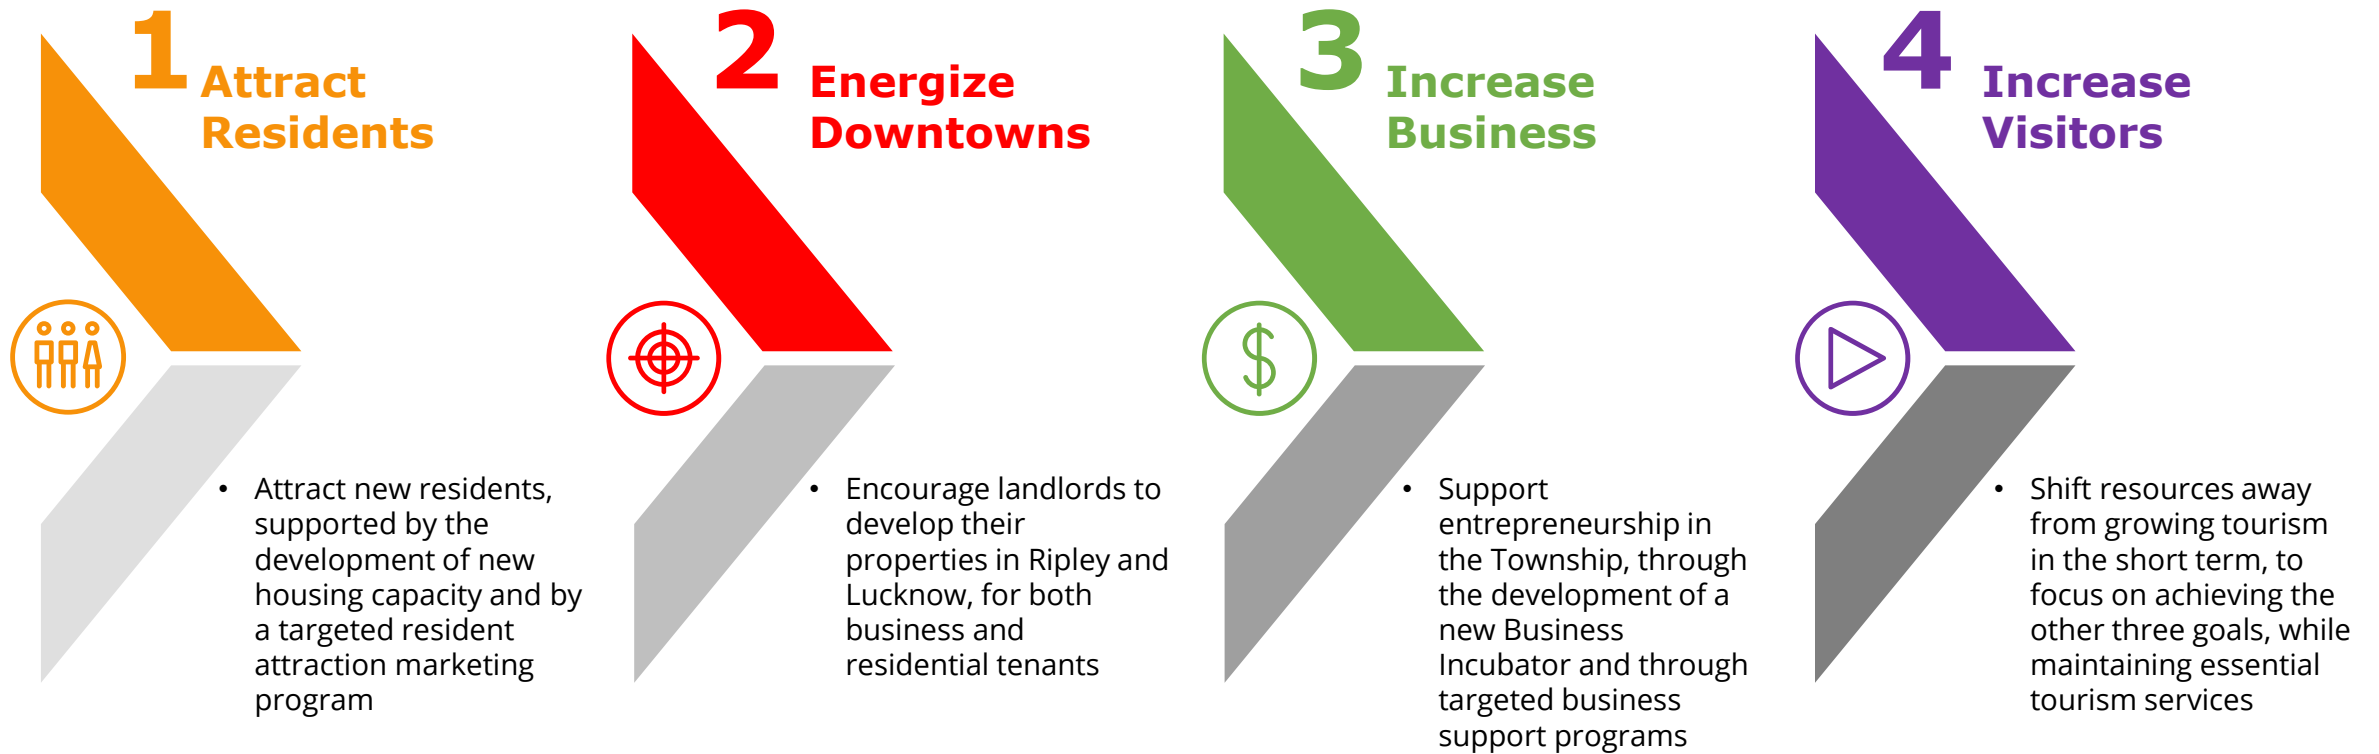 1 Attract
Residents
• Attract new residents,
supported by the
development of new
housing capacity and by
a targeted resident
attraction marketing
program
2 Energize
Downtowns
• Encourage landlords to
develop their
properties in Ripley and
Lucknow, for both
business and
residential tenants
3 Increase
Business
$
• Support
entrepreneurship in
the Township, through
the development of a
new Business
Incubator and through
targeted business
support programs
4 Increase
Visitors
• Shift resources away
from growing tourism
in the short term, to
focus on achieving the
other three goals, while
maintaining essential
tourism services